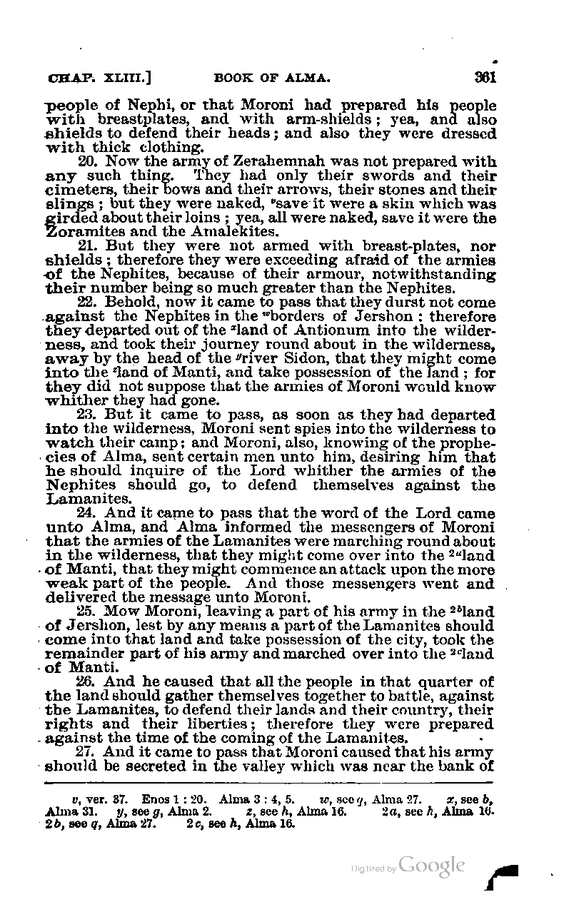 CHAP. XLIII.] BOOK OF ALMA. 361
people of Nephi, or that Moroni had prepared his people
with breastplates, and with arm-shields; yea, and also
shields to defend their heads; and also they were dressed
with thick clothing.
20. Now the army of Zerahemnah was not prepared with
any such thing. They had only their swords and their
cimeters, their bows and their arrows, their stones and their
slings; but they were naked, ᵛsave it were a skin which was
girded about their loins; yea, all were naked, save it were the
Zoramites and the Amalekites.
21. But they were not armed with breast-plates, nor
shields; therefore they were exceeding afraid of the armies
of the Nephites, because of their armour, notwithstanding
their number being so much greater than the Nephites.
22. Behold, now it came to pass that they durst not come
against the Nephites in the ʷborders of Jershon: therefore
they departed out of the ˣland of Antionum into the wilder-
ness, and took their journey round about in the wilderness,
away by the head of the ʸriver Sidon, that they might come
into the ᶻland of Manti, and take possession of the land; for
they did not suppose that the armies of Moroni would know
whither they had gone.
23. But it came to pass, as soon as they had departed
into the wilderness, Moroni sent spies into the wilderness to
watch their camp; and Moroni, also, knowing of the prophe-
cies of Alma, sent certain men unto him, desiring him that
he should inquire of the Lord whither the armies of the
Nephites should go, to defend themselves against the
Lamanites.
24. And it came to pass that the word of the Lord came
unto Alma, and Alma informed the messengers of Moroni
that the armies of the Lamanites were marching round about
in the wilderness, that they might come over into the ²ᵃland
of Manti, that they might commence an attack upon the more
weak part of the people. And those messengers went and
delivered the message unto Moroni.
25. Mow Moroni, leaving a part of his army in the ²ᵇland
of Jershon, lest by any means a part of the Lamanites should
come into that land and take possession of the city, took the
remainder part of his army and marched over into the ²ᶜland
of Manti.
26. And he caused that all the people in that quarter of
the land should gather themselves together to battle, against
the Lamanites, to defend their lands and their country, their
rights and their liberties; therefore they were prepared
against the time of the coming of the Lamanites.
27. And it came to pass that Moroni caused that his army
should be secreted in the valley which was near the bank of
v, ver. 37. Enos 1 : 20. Alma 3 : 4, 5. w, see q, Alma 27. x, see b,
Alma 31. y, see g, Alma 2. z, see h, Alma 16. 2a, see h, Alma 16.
2b, see q, Alma 27. 2c, see h, Alma 16.
Digitized by Google